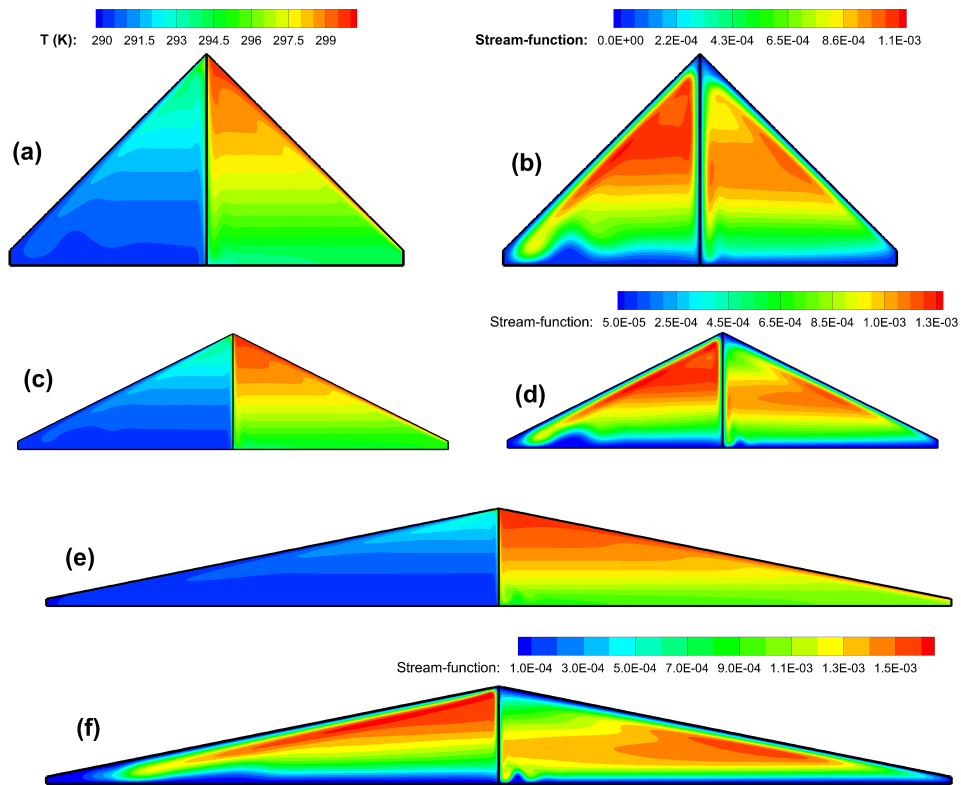 T (K): 290 291.5 293 294.5 296 297.5 299
Stream-function: 0.0E+00 2.2E-04 4.3E-04 6.5E-04 8.6E-04 1.1E-03
(a)
(b)
Stream-function: 5.0E-05 2.5E-04 4.5E-04 6.5E-04 8.5E-04 1.0E-03 1.3E-03
(c)
(d)
(e)
Stream-function: 1.0E-04 3.0E-04 5.0E-04 7.0E-04 9.0E-04 1.1E-03 1.3E-03 1.5E-03
(f)